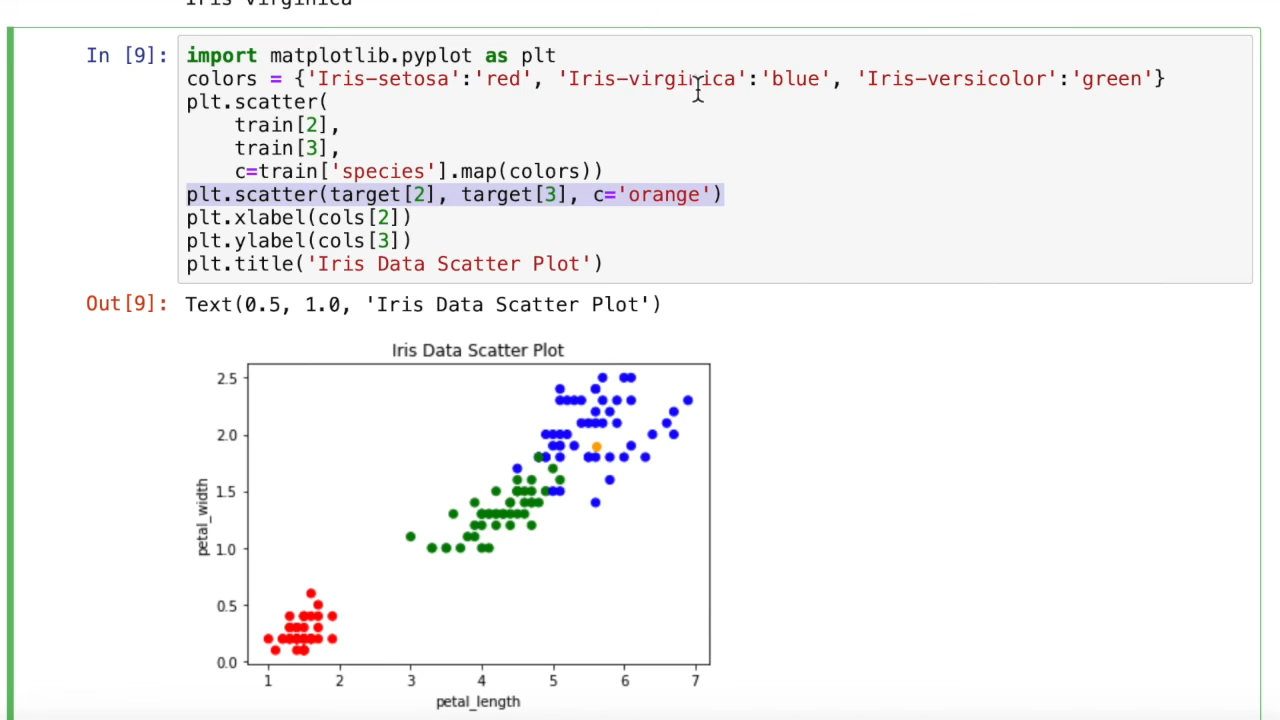 Iris virginica
In [9]: import matplotlib.pyplot as plt
colors = {'Iris-setosa':'red', 'Iris-virginica':'blue', 'Iris-versicolor':'green'}
plt.scatter(
train[2],
train[3],
c=train['species'].map(colors))
plt.scatter(target[2], target[3], c='orange')
plt.xlabel(cols[2])
plt.ylabel(cols[3])
plt.title('Iris Data Scatter Plot')
Out[9]: Text(0.5, 1.0, 'Iris Data Scatter Plot')
Iris Data Scatter Plot
2.5
2.0
1.5
1.0
0.5
0.0
petal_width
1 2 3 4 5 6 7
petal_length